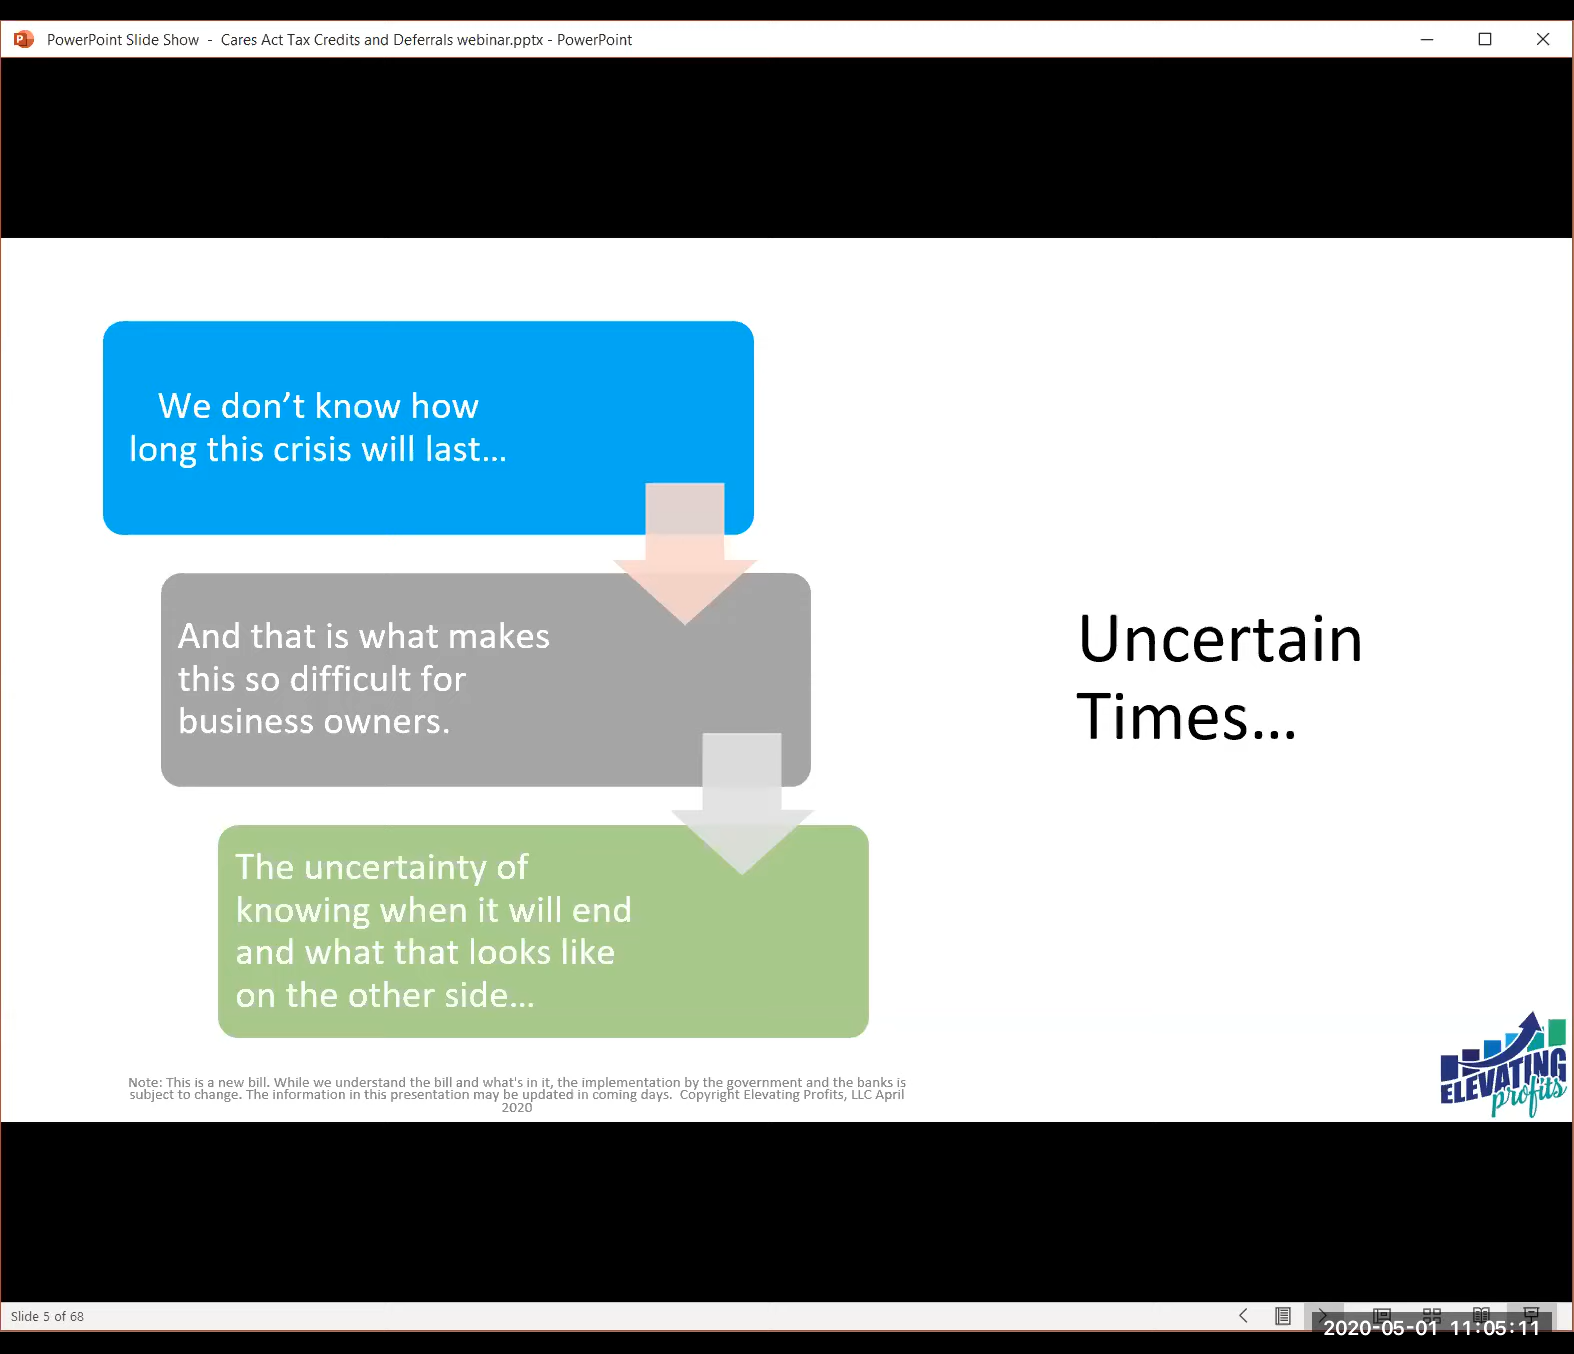 PowerPoint Slide Show - Cares Act Tax Credits and Deferrals webinar.pptx - PowerPoint
We don’t know how
long this crisis will last...
And that is what makes
this so difficult for
business owners.
The uncertainty of
knowing when it will end
and what that looks like
on the other side...
Uncertain
Times...
Note: This is a new bill. While we understand the bill and what's in it, the implementation by the government and the banks is
subject to change. The information in this presentation may be updated in coming days. Copyright Elevating Profits, LLC April
2020
ELEVATING
profits
Slide 5 of 68
2020-05-01 11:05:11